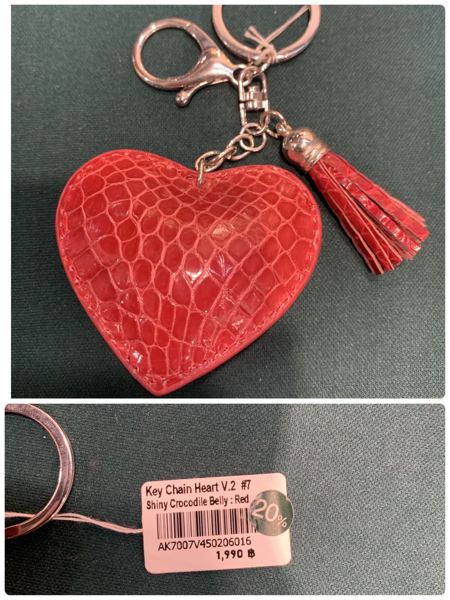 Key Chain Heart V.2 #7
Shiny Crocodile Belly : Red
20%
AK7007V450206016
1,990 ฿